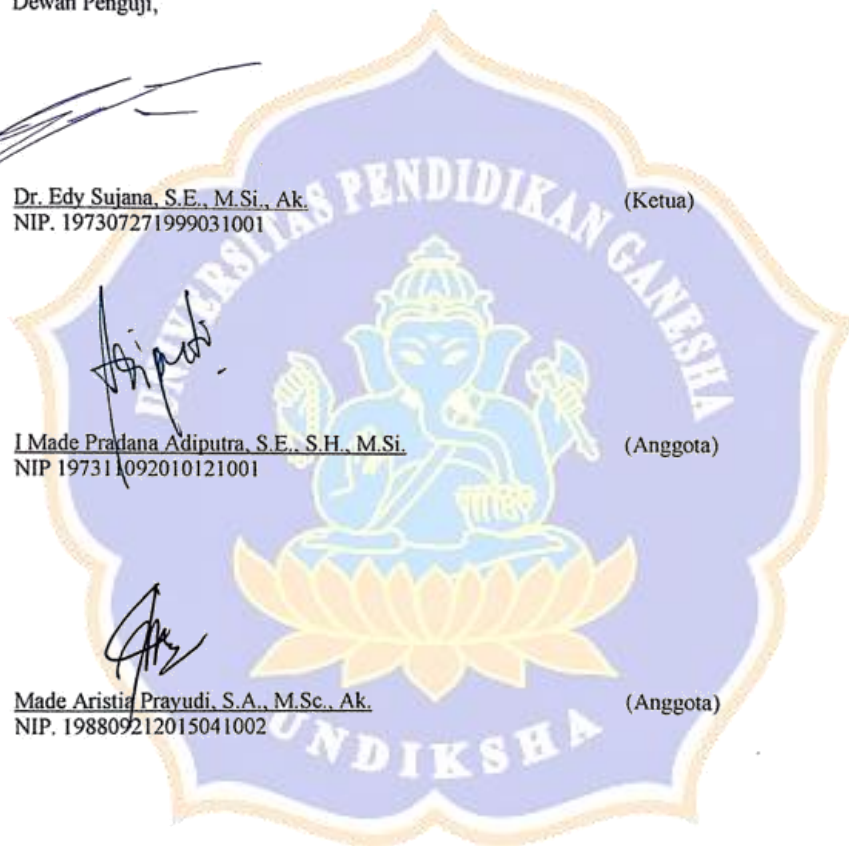 Dewan Penguji,
Dr. Edy Sujana, S.E., M.Si., Ak. (Ketua)
NIP. 197307271999031001
UNIVERSITAS PENDIDIKAN GANESHA
I Made Pradana Adiputra, S.E., S.H., M.Si. (Anggota)
NIP 197311092010121001
Made Aristia Prayudi, S.A., M.Sc., Ak. (Anggota)
NIP. 198809212015041002
UNDIKSHA